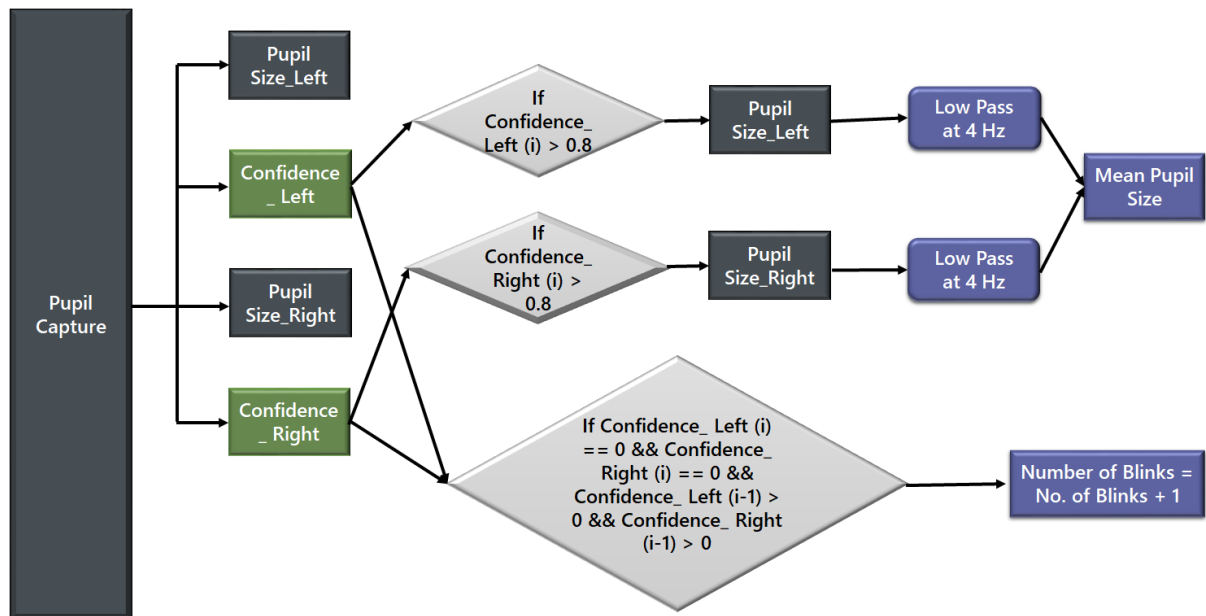 Pupil
Capture
Pupil
Size_Left
Confidence
_ Left
Pupil
Size_Right
Confidence
_ Right
If
Confidence_
Left (i) > 0.8
If
Confidence_
Right (i) >
0.8
If Confidence_ Left (i)
== 0 && Confidence_
Right (i) == 0 &&
Confidence_ Left (i-1) >
0 && Confidence_ Right
(i-1) > 0
Pupil
Size_Left
Pupil
Size_Right
Low Pass
at 4 Hz
Low Pass
at 4 Hz
Mean Pupil
Size
Number of Blinks =
No. of Blinks + 1